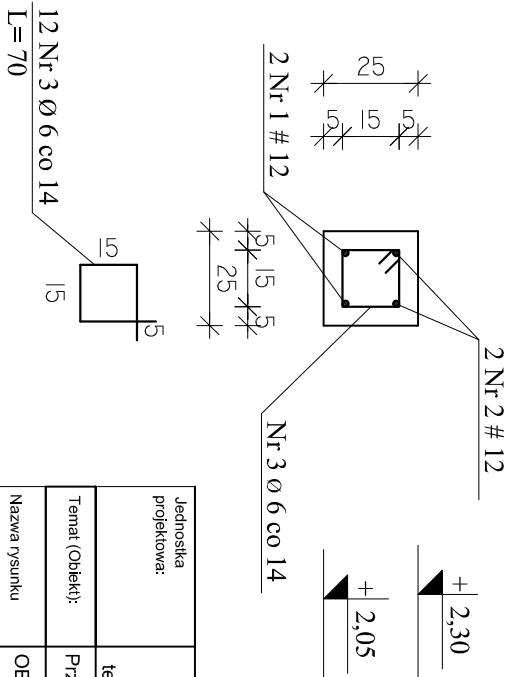 2 Nr 2 # 12
+ 2,30
+ 2,05
25
5 15 5
2 Nr 1 # 12
Nr 3 ø 6 co 14
5
15
5
25
12 Nr 3 Ø 6 co 14
L= 70
15
15
5
Jednostka
projektowa:
Temat (Obiekt):
Nazwa rysunku